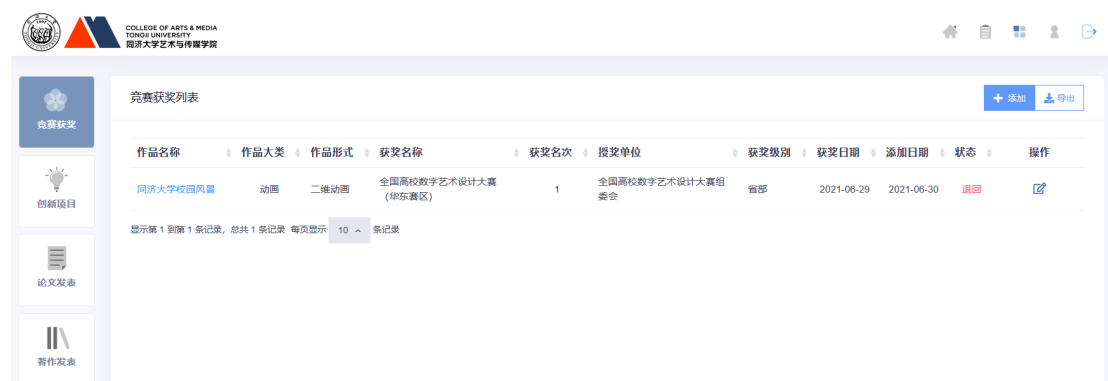 COLLEGE OF ARTS & MEDIA
TONGJI UNIVERSITY
同济大学艺术与传媒学院
竞赛获奖
创新项目
论文发表
著作发表
竞赛获奖列表
添加 导出
作品名称 作品大类 作品形式 获奖名称 获奖名次 授奖单位 获奖级别 获奖日期 添加日期 状态 操作
同济大学校园风景 动画 二维动画 全国高校数字艺术设计大赛（华东赛区） 1 全国高校数字艺术设计大赛组委会 省部 2021-06-29 2021-06-30 退回
显示第 1 到第 1 条记录，总共 1 条记录 每页显示 10 条记录